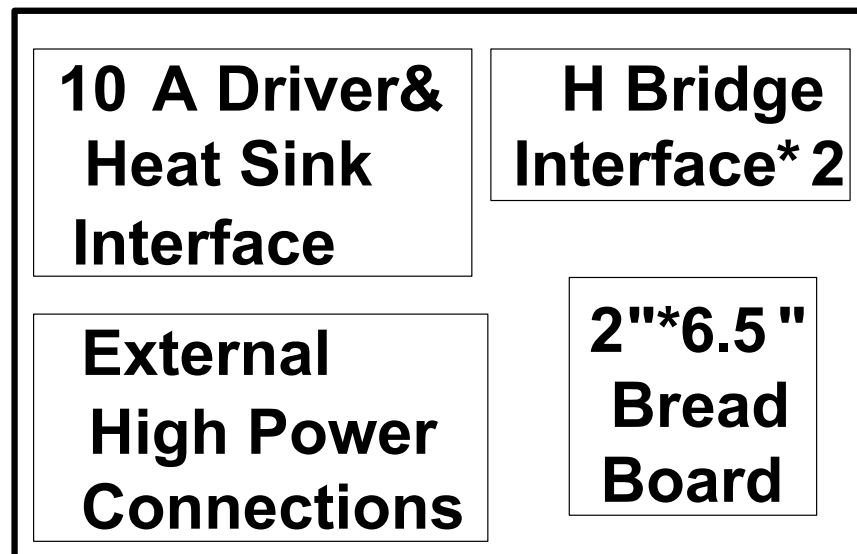 10 A Driver&
Heat Sink
Interface
H Bridge
Interface* 2
External
High Power
Connections
2"*6.5 "
Bread
Board